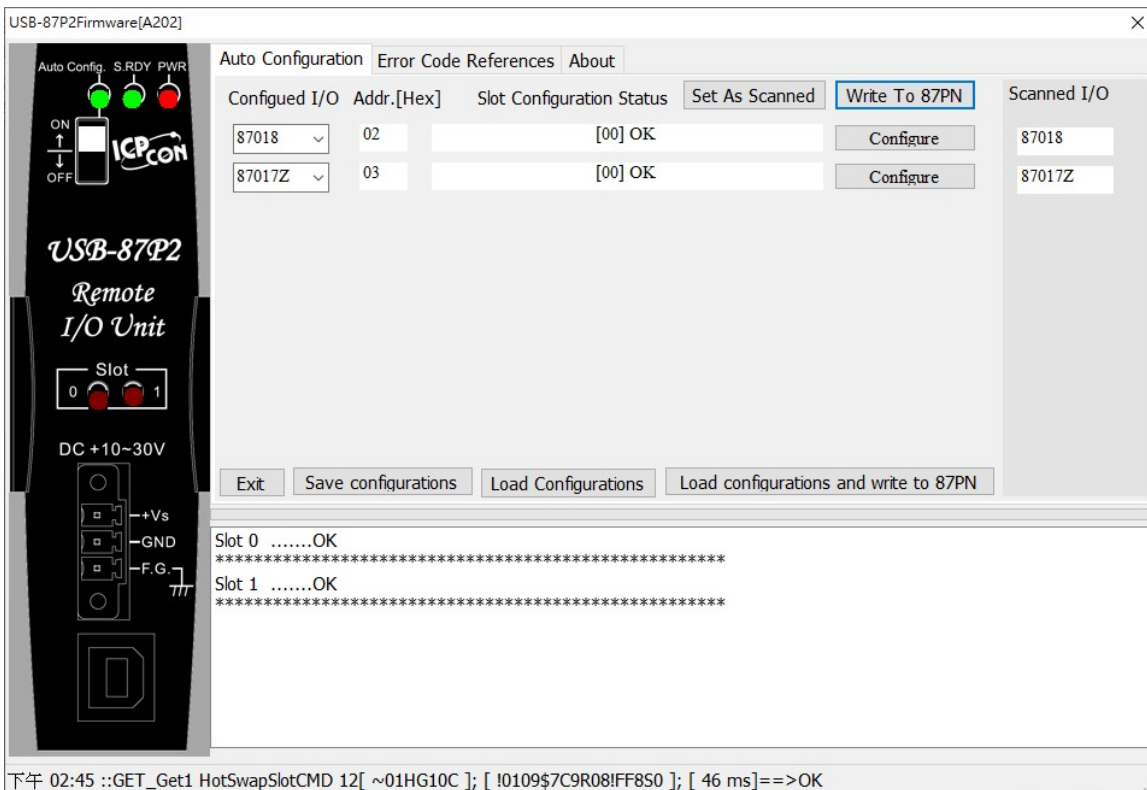 USB-87P2Firmware[A202]
Auto Config. S.RDY PWR
ON
OFF
ICP CON
USB-87P2
Remote
I/O Unit
Slot
0 1
DC +10~30V
+Vs
GND
F.G.
Auto Configuration Error Code References About
Configued I/O Addr.[Hex] Slot Configuration Status Set As Scanned Write To 87PN Scanned I/O
87018 02 [00] OK Configure 87018
87017Z 03 [00] OK Configure 87017Z
Exit Save configurations Load Configurations Load configurations and write to 87PN
Slot 0 .......OK
*****************************************************
Slot 1 .......OK
*****************************************************
下午 02:45 ::GET_Get1 HotSwapSlotCMD 12[ ~01HG10C ]; [ !0109$7C9R08!FF8S0 ]; [ 46 ms]==>OK